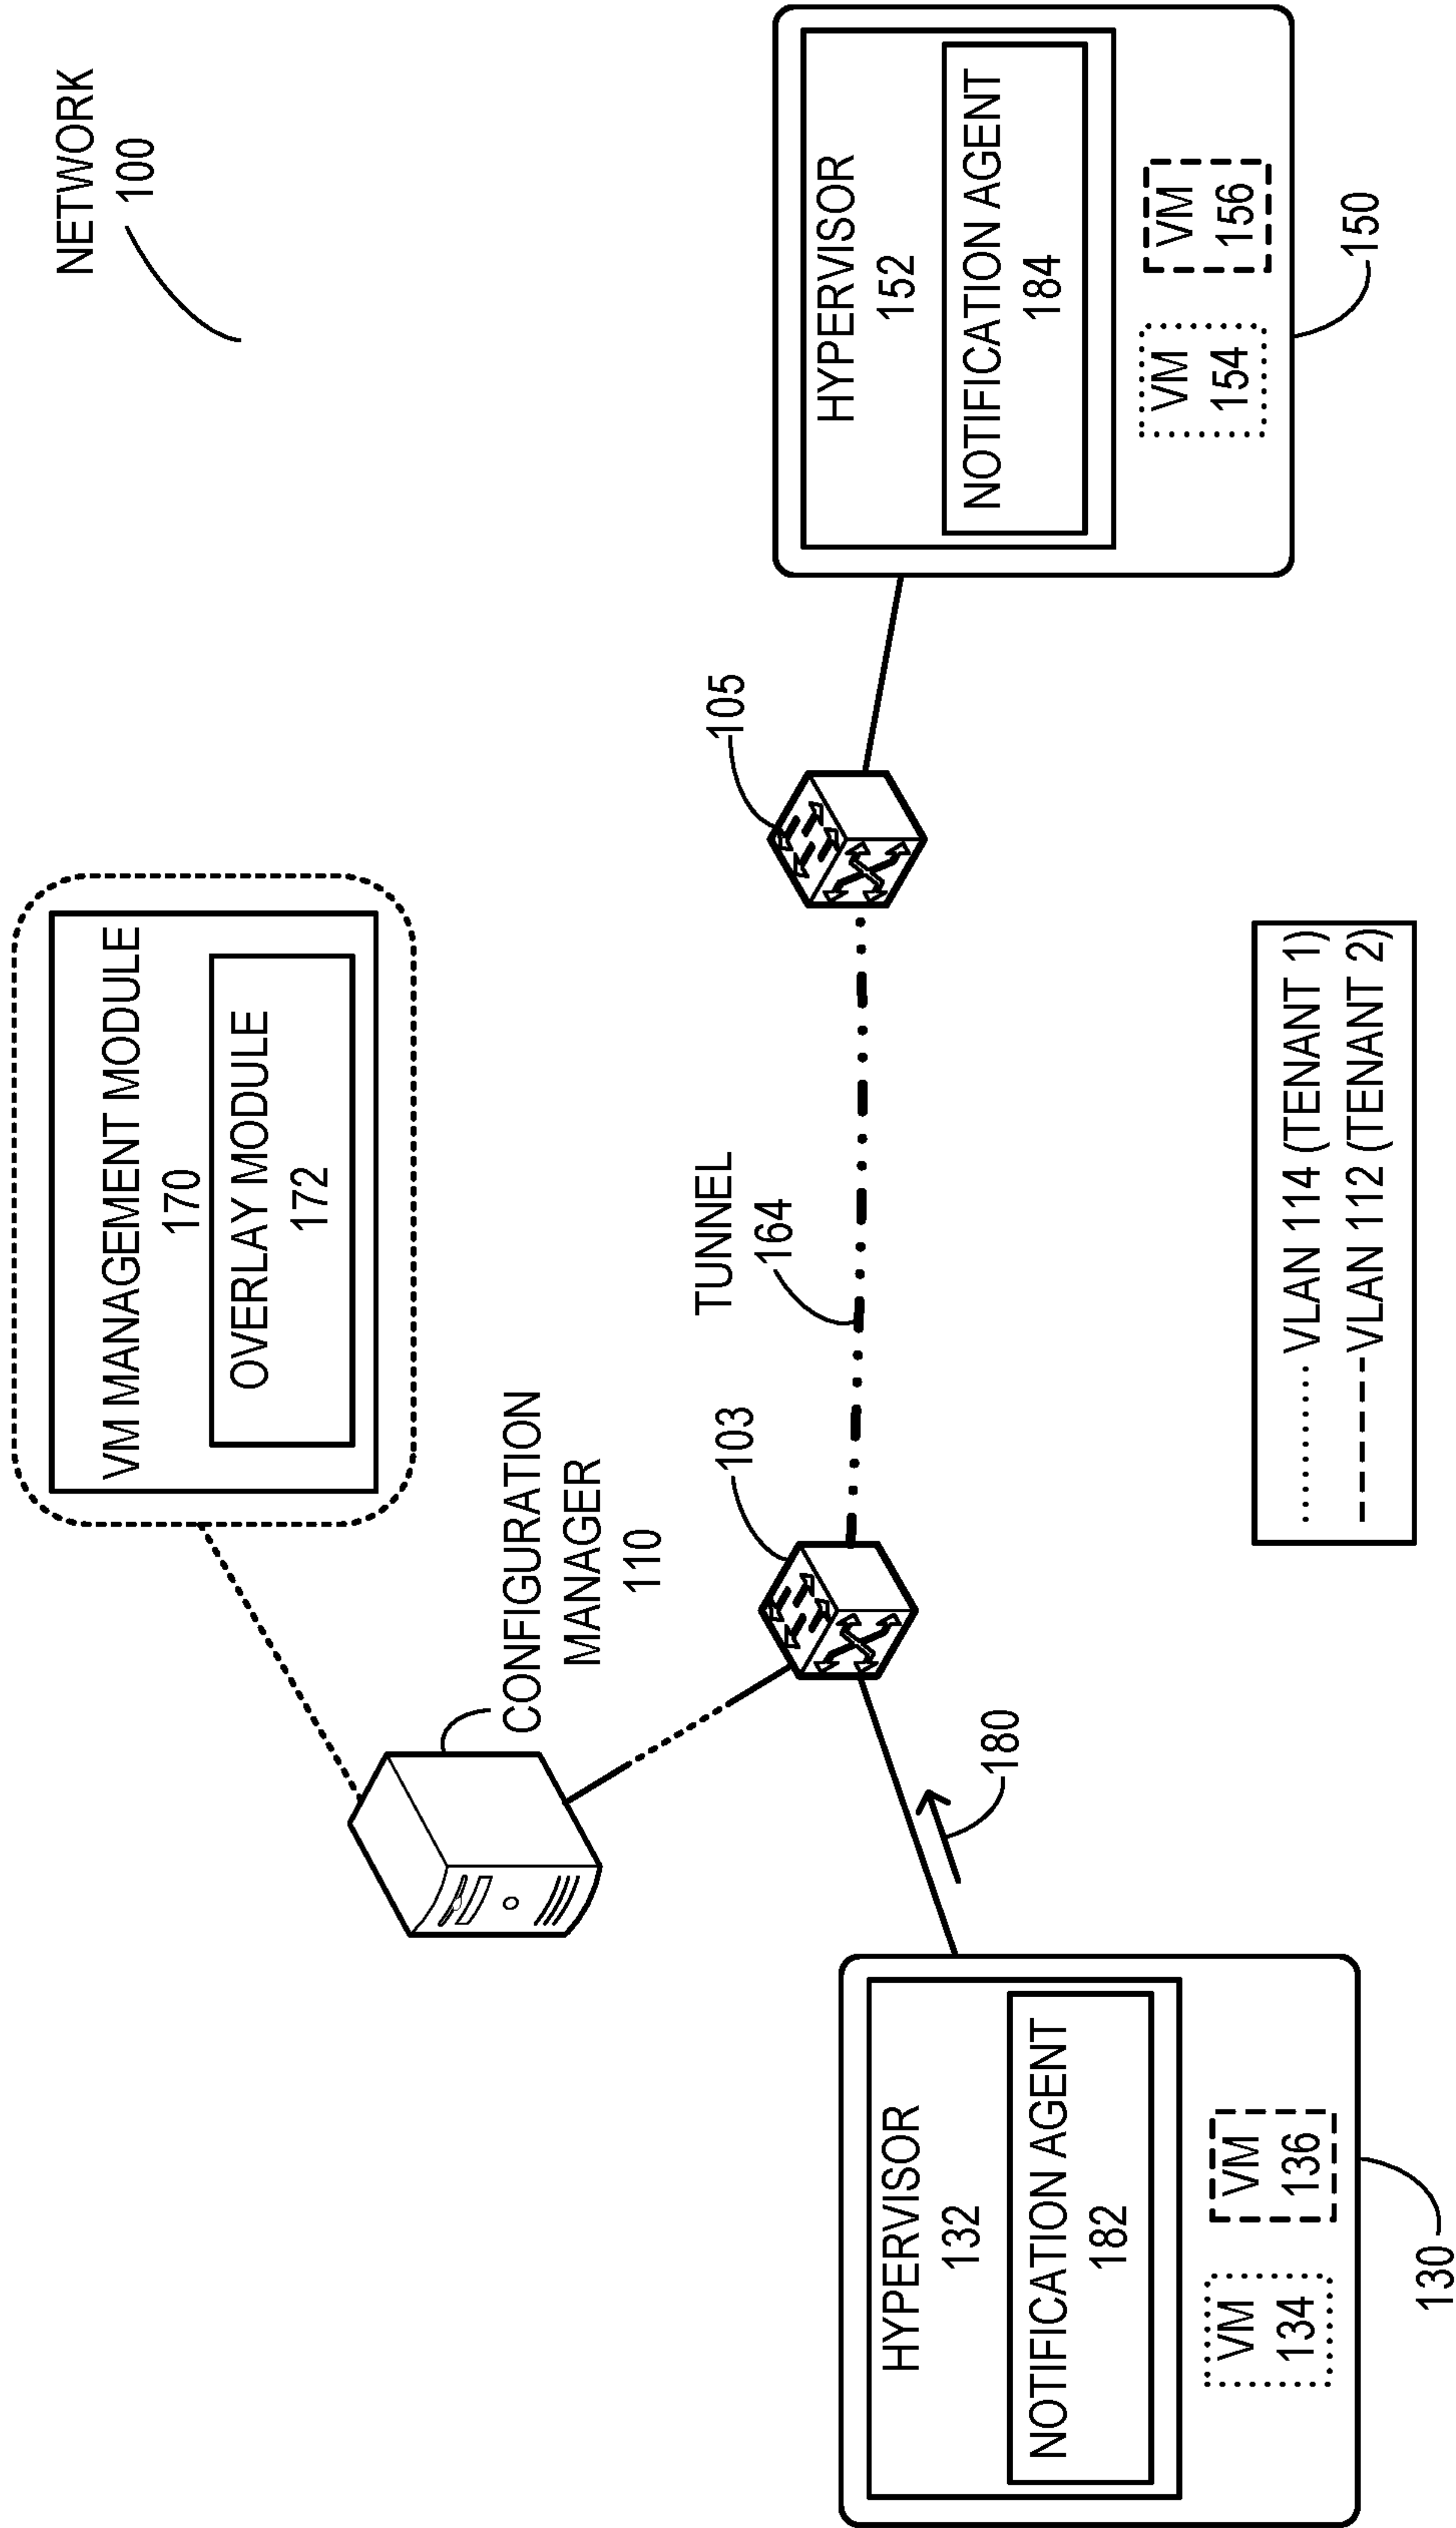 NETWORK
100
VM MANAGEMENT MODULE
170
OVERLAY MODULE
172
CONFIGURATION
MANAGER
110
TUNNEL
164
103
105
180
HYPERVISOR
132
NOTIFICATION AGENT
182
VM
134
VM
136
130
HYPERVISOR
152
NOTIFICATION AGENT
184
VM
154
VM
156
150
VLAN 114 (TENANT 1)
VLAN 112 (TENANT 2)